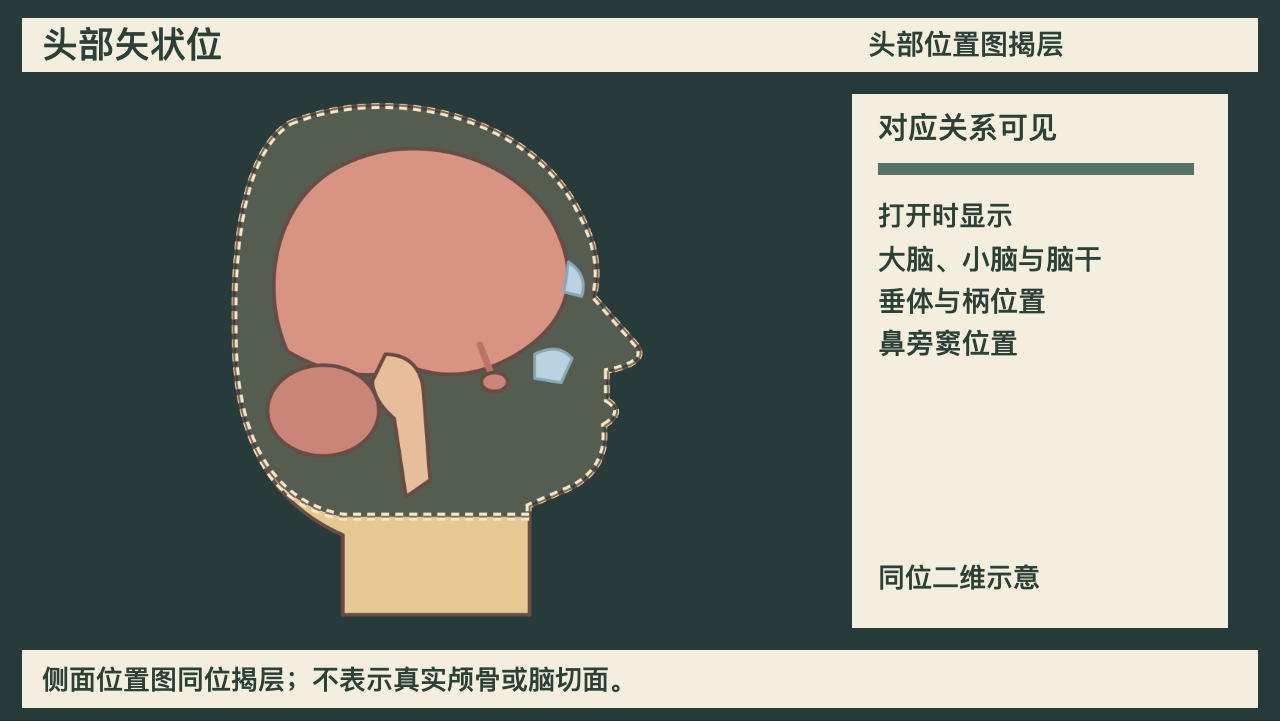 头部矢状位
头部位置图揭层
对应关系可见
打开时显示
大脑、小脑与脑干
垂体与柄位置
鼻旁窦位置
同位二维示意
侧面位置图同位揭层；不表示真实颅骨或脑切面。